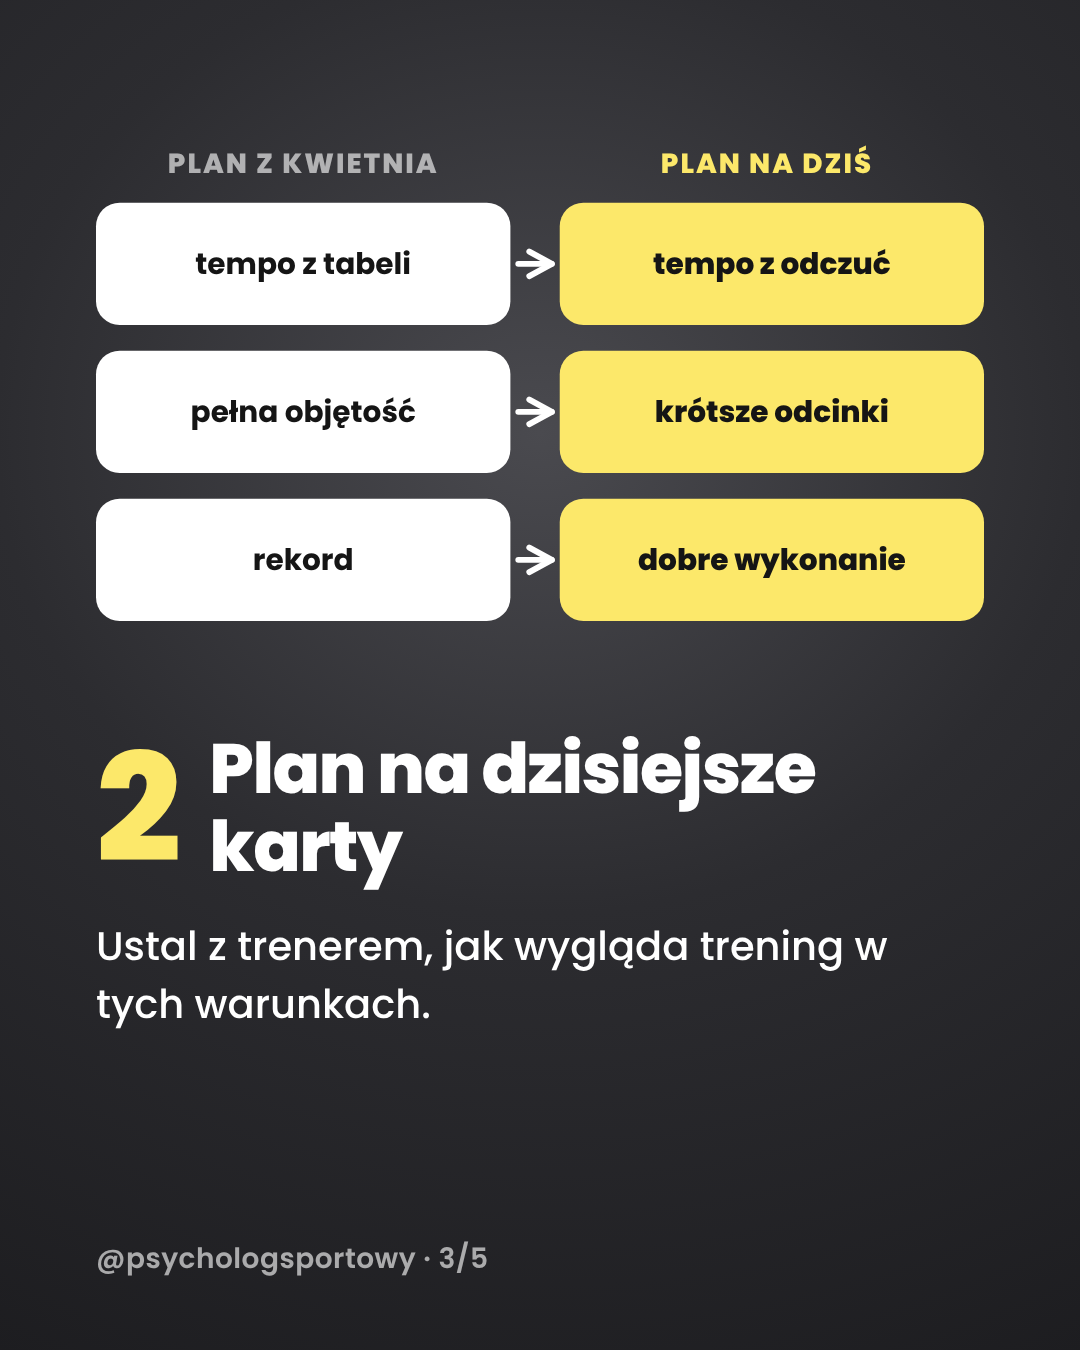 PLAN Z KWIETNIA
PLAN NA DZIŚ
tempo z tabeli
tempo z odczuć
pełna objętość
krótsze odcinki
rekord
dobre wykonanie
2
Plan na dzisiejsze
karty
Ustal z trenerem, jak wygląda trening w
tych warunkach.
@psychologsportowy · 3/5